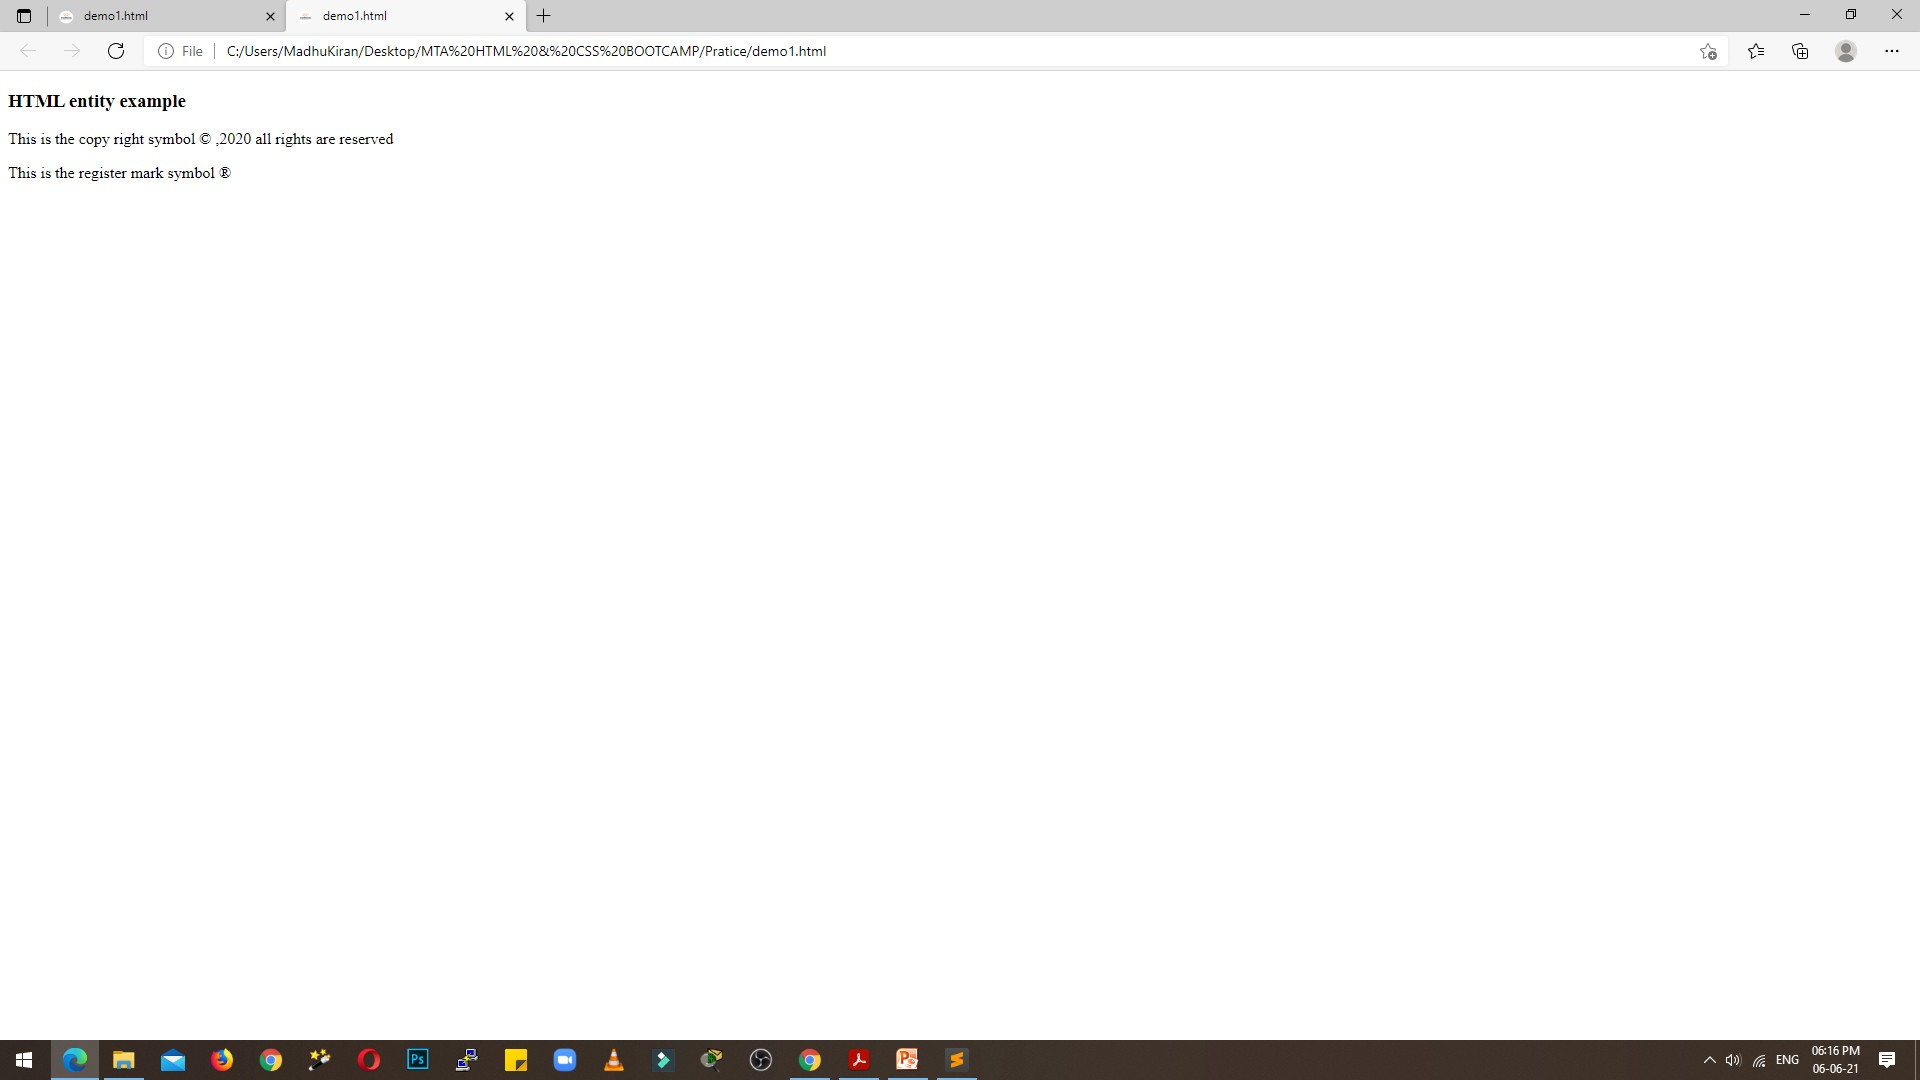 demo1.html
demo1.html
File
C:/Users/MadhuKiran/Desktop/MTA%20HTML%20&%20CSS%20BOOTCAMP/Pratice/demo1.html
HTML entity example
This is the copy right symbol © ,2020 all rights are reserved
This is the register mark symbol ®
Ps
ENG
06:16 PM
06-06-21